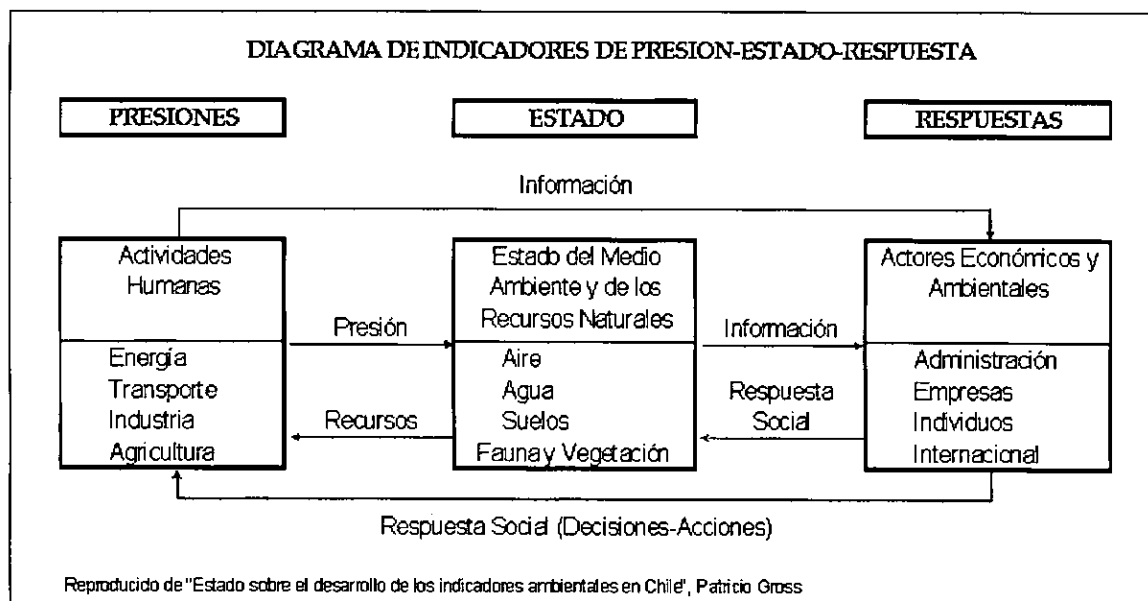 DIAGRAMA DE INDICADORES DE PRESION-ESTADO-RESPUESTA
PRESIONES
ESTADO
RESPUESTAS
Información
Actividades
Humanas
Energía
Transporte
Industria
Agricultura
Presión
Recursos
Estado del Medio
Ambiente y de los
Recursos Naturales
Aire
Agua
Suelos
Fauna y Vegetación
Información
Respuesta
Social
Actores Económicos y
Ambientales
Administración
Empresas
Individuos
Internacional
Respuesta Social (Decisiones-Acciones)
Reproducido de "Estado sobre el desarrollo de los indicadores ambientales en Chile", Patricio Gross